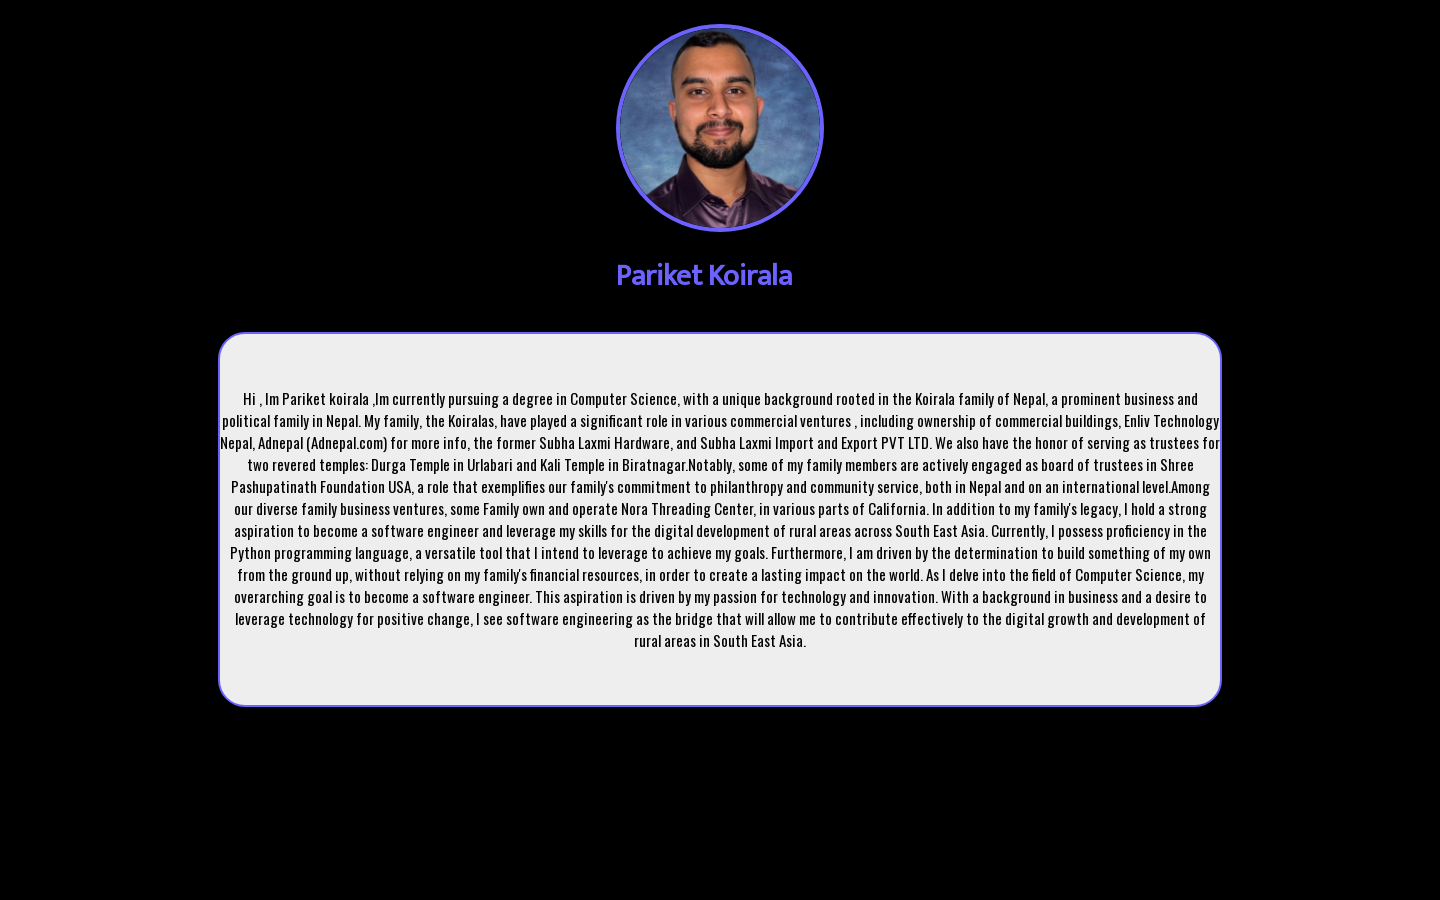 Pariket Koirala
Hi , Im Pariket koirala ,Im currently pursuing a degree in Computer Science, with a unique background rooted in the Koirala family of Nepal, a prominent business and
political family in Nepal. My family, the Koiralas, have played a significant role in various commercial ventures , including ownership of commercial buildings, Enliv Technology
Nepal, Adnepal (Adnepal.com) for more info, the former Subha Laxmi Hardware, and Subha Laxmi Import and Export PVT LTD. We also have the honor of serving as trustees for
two revered temples: Durga Temple in Urlabari and Kali Temple in Biratnagar.Notably, some of my family members are actively engaged as board of trustees in Shree
Pashupatinath Foundation USA, a role that exemplifies our family's commitment to philanthropy and community service, both in Nepal and on an international level.Among
our diverse family business ventures, some Family own and operate Nora Threading Center, in various parts of California. In addition to my family's legacy, I hold a strong
aspiration to become a software engineer and leverage my skills for the digital development of rural areas across South East Asia. Currently, I possess proficiency in the
Python programming language, a versatile tool that I intend to leverage to achieve my goals. Furthermore, I am driven by the determination to build something of my own
from the ground up, without relying on my family's financial resources, in order to create a lasting impact on the world. As I delve into the field of Computer Science, my
overarching goal is to become a software engineer. This aspiration is driven by my passion for technology and innovation. With a background in business and a desire to
leverage technology for positive change, I see software engineering as the bridge that will allow me to contribute effectively to the digital growth and development of
rural areas in South East Asia.